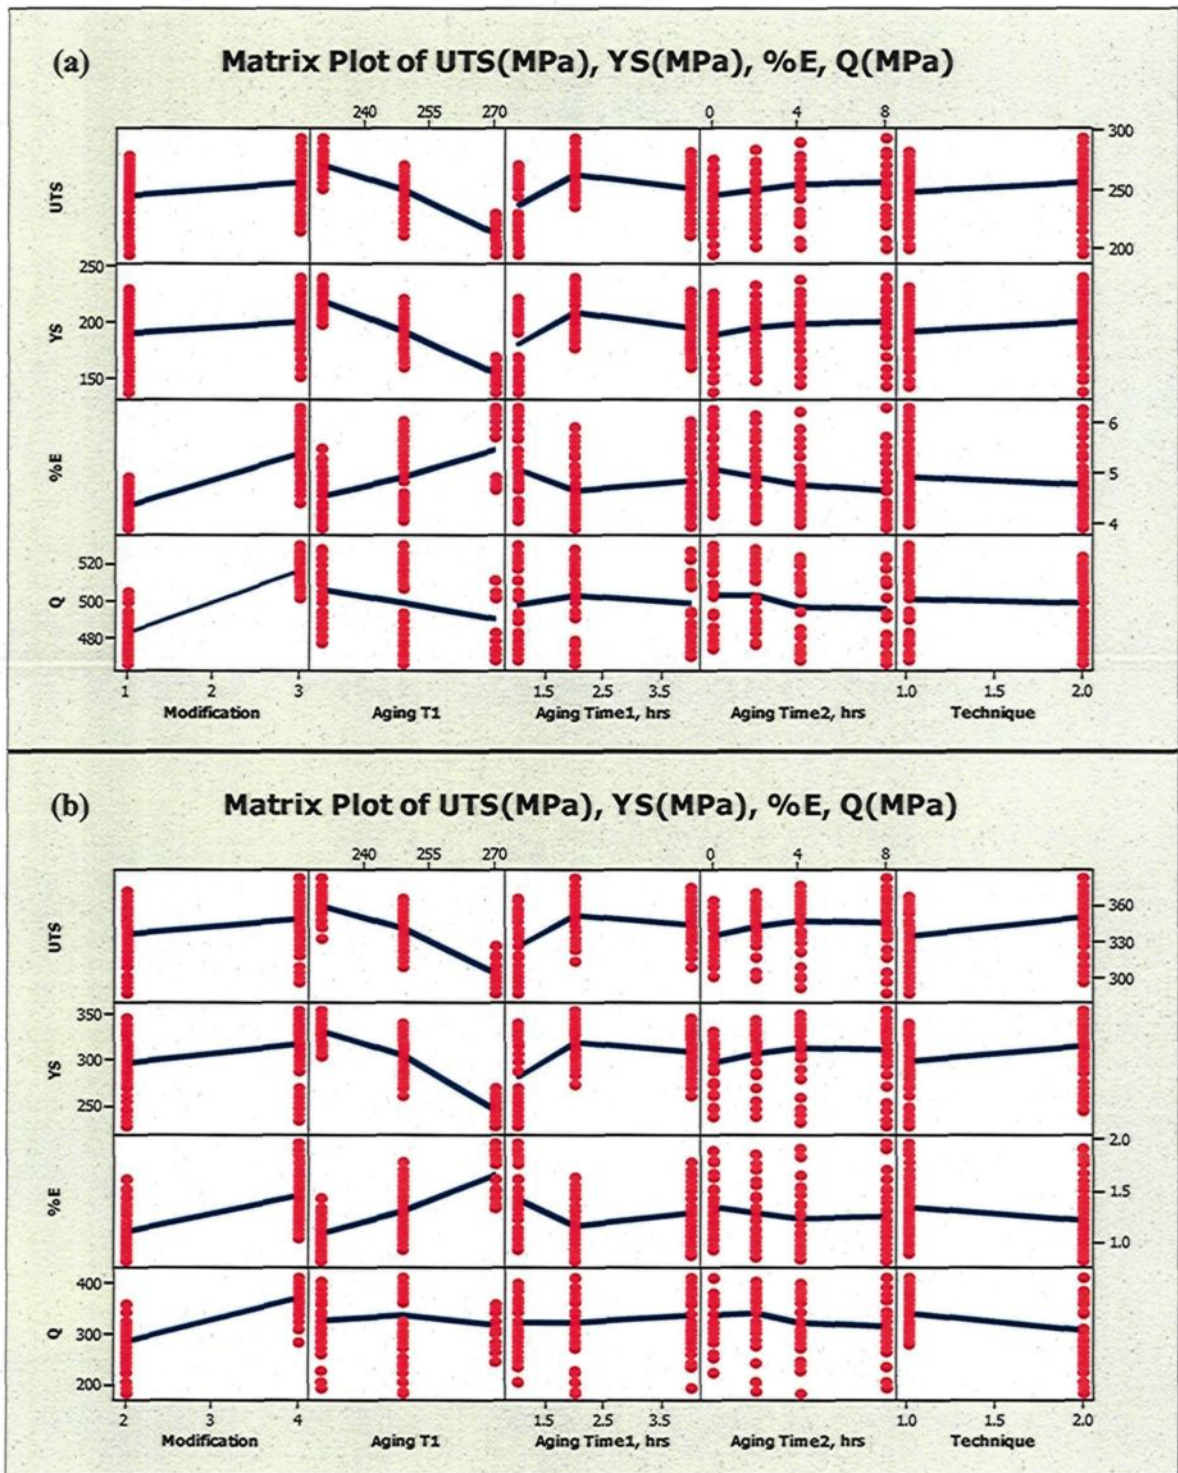 (a)
Matrix Plot of UTS(MPa), YS(MPa), %E, Q(MPa)
240 255 270 0 4 8
UTS 300 250 200
YS 250 200 150
%E 6 5 4
Q 520 500 480
1 2 3 1.5 2.5 3.5 1.0 1.5 2.0
Modification Aging T1 Aging Time1, hrs Aging Time2, hrs Technique
(b)
Matrix Plot of UTS(MPa), YS(MPa), %E, Q(MPa)
240 255 270 0 4 8
UTS 360 330 300
YS 350 300 250
%E 2.0 1.5 1.0
Q 400 300 200
2 3 4 1.5 2.5 3.5 1.0 1.5 2.0
Modification Aging T1 Aging Time1, hrs Aging Time2, hrs Technique